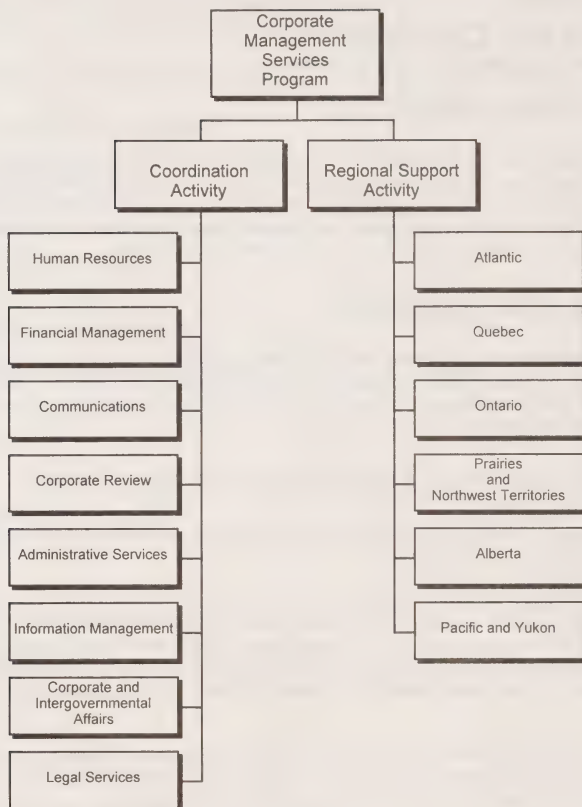 Corporate
Management
Services
Program
Coordination
Activity
Regional Support
Activity
Human Resources
Financial Management
Communications
Corporate Review
Administrative Services
Information Management
Corporate and
Intergovernmental
Affairs
Legal Services
Atlantic
Quebec
Ontario
Prairies
and
Northwest Territories
Alberta
Pacific and Yukon